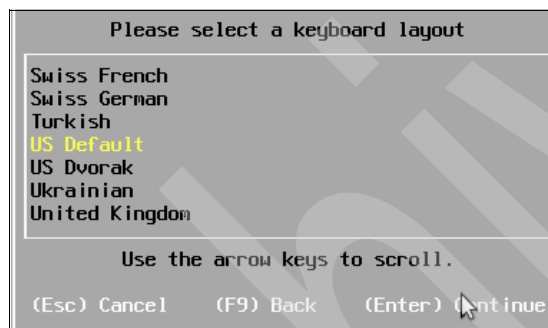 Please select a keyboard layout
Swiss French
Swiss German
Turkish
US Default
US Dvorak
Ukrainian
United Kingdom
Use the arrow keys to scroll.
(Esc) Cancel (F9) Back (Enter) Continue